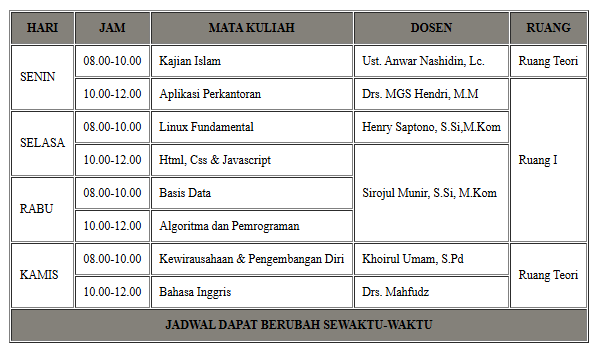 HARI JAM MATA KULIAH DOSEN RUANG
SENIN 08.00-10.00 Kajian Islam Ust. Anwar Nashidin, Lc. Ruang Teori
10.00-12.00 Aplikasi Perkantoran Drs. MGS Hendri, M.M Ruang I
SELASA 08.00-10.00 Linux Fundamental Henry Saptono, S.Si,M.Kom
10.00-12.00 Html, Css & Javascript Sirojul Munir, S.Si, M.Kom
RABU 08.00-10.00 Basis Data
10.00-12.00 Algoritma dan Pemrograman
KAMIS 08.00-10.00 Kewirausahaan & Pengembangan Diri Khoirul Umam, S.Pd Ruang Teori
10.00-12.00 Bahasa Inggris Drs. Mahfudz
JADWAL DAPAT BERUBAH SEWAKTU-WAKTU